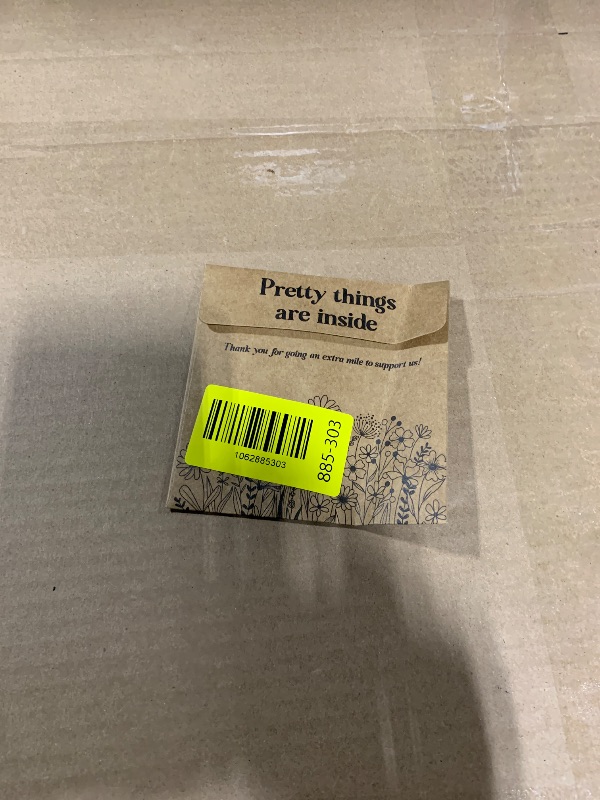 Pretty things
are inside
Thank you for going an extra mile to support us!
1062885303
885-303